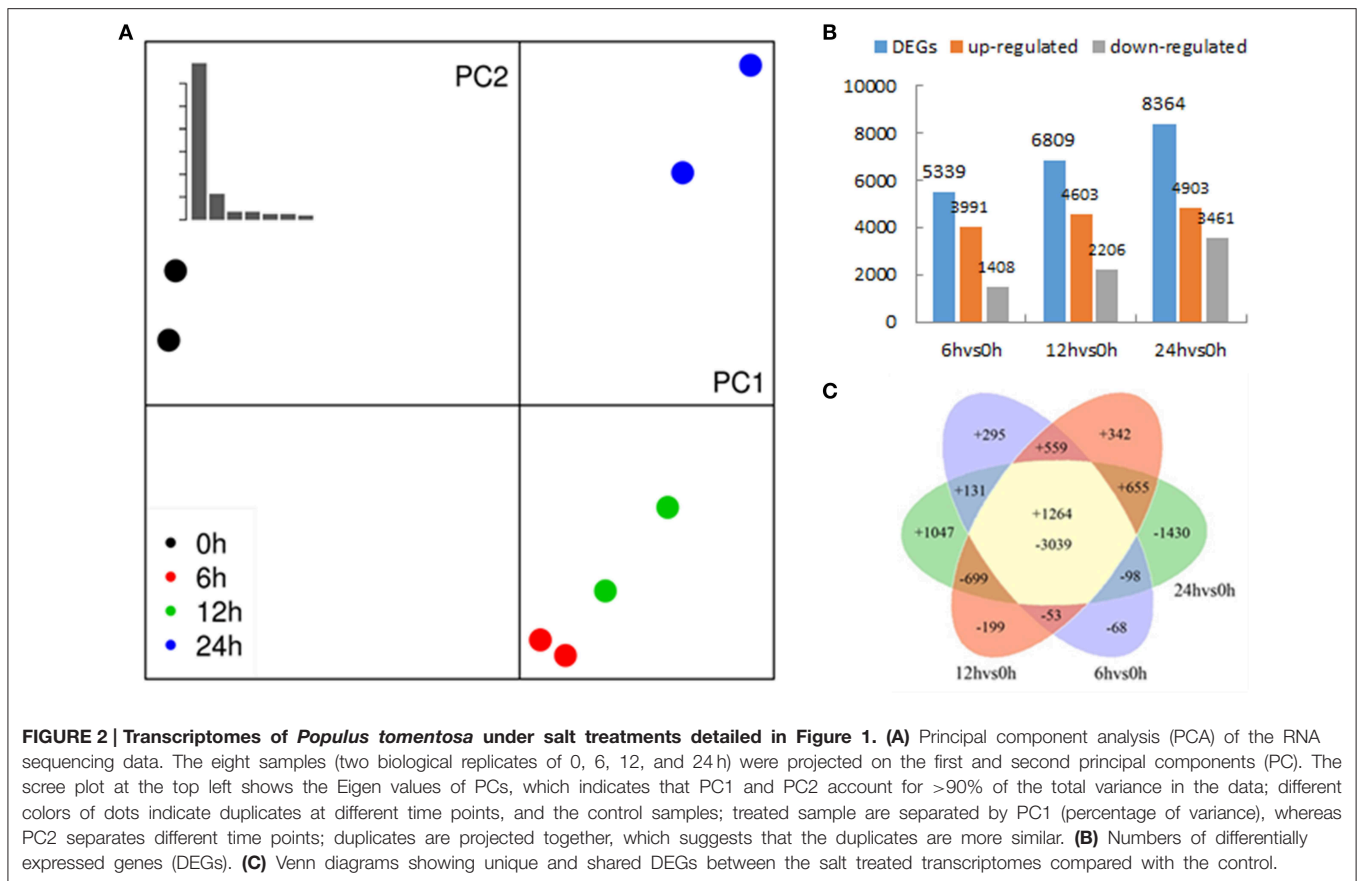 A
PC2
PC1
0h
6h
12h
24h
B
DEGs up-regulated down-regulated
10000
8000
6000
4000
2000
0
5339
3991
1408
6809
4603
2206
8364
4903
3461
6hvs0h 12hvs0h 24hvs0h
C
+295
+342
+559
+131
+655
+1264
-3039
+1047
-1430
-699
-98
24hvs0h
-53
-199
-68
12hvs0h
6hvs0h
FIGURE 2 | Transcriptomes of Populus tomentosa under salt treatments detailed in Figure 1. (A) Principal component analysis (PCA) of the RNA
sequencing data. The eight samples (two biological replicates of 0, 6, 12, and 24 h) were projected on the first and second principal components (PC). The
scree plot at the top left shows the Eigen values of PCs, which indicates that PC1 and PC2 account for >90% of the total variance in the data; different
colors of dots indicate duplicates at different time points, and the control samples; treated sample are separated by PC1 (percentage of variance), whereas
PC2 separates different time points; duplicates are projected together, which suggests that the duplicates are more similar. (B) Numbers of differentially
expressed genes (DEGs). (C) Venn diagrams showing unique and shared DEGs between the salt treated transcriptomes compared with the control.